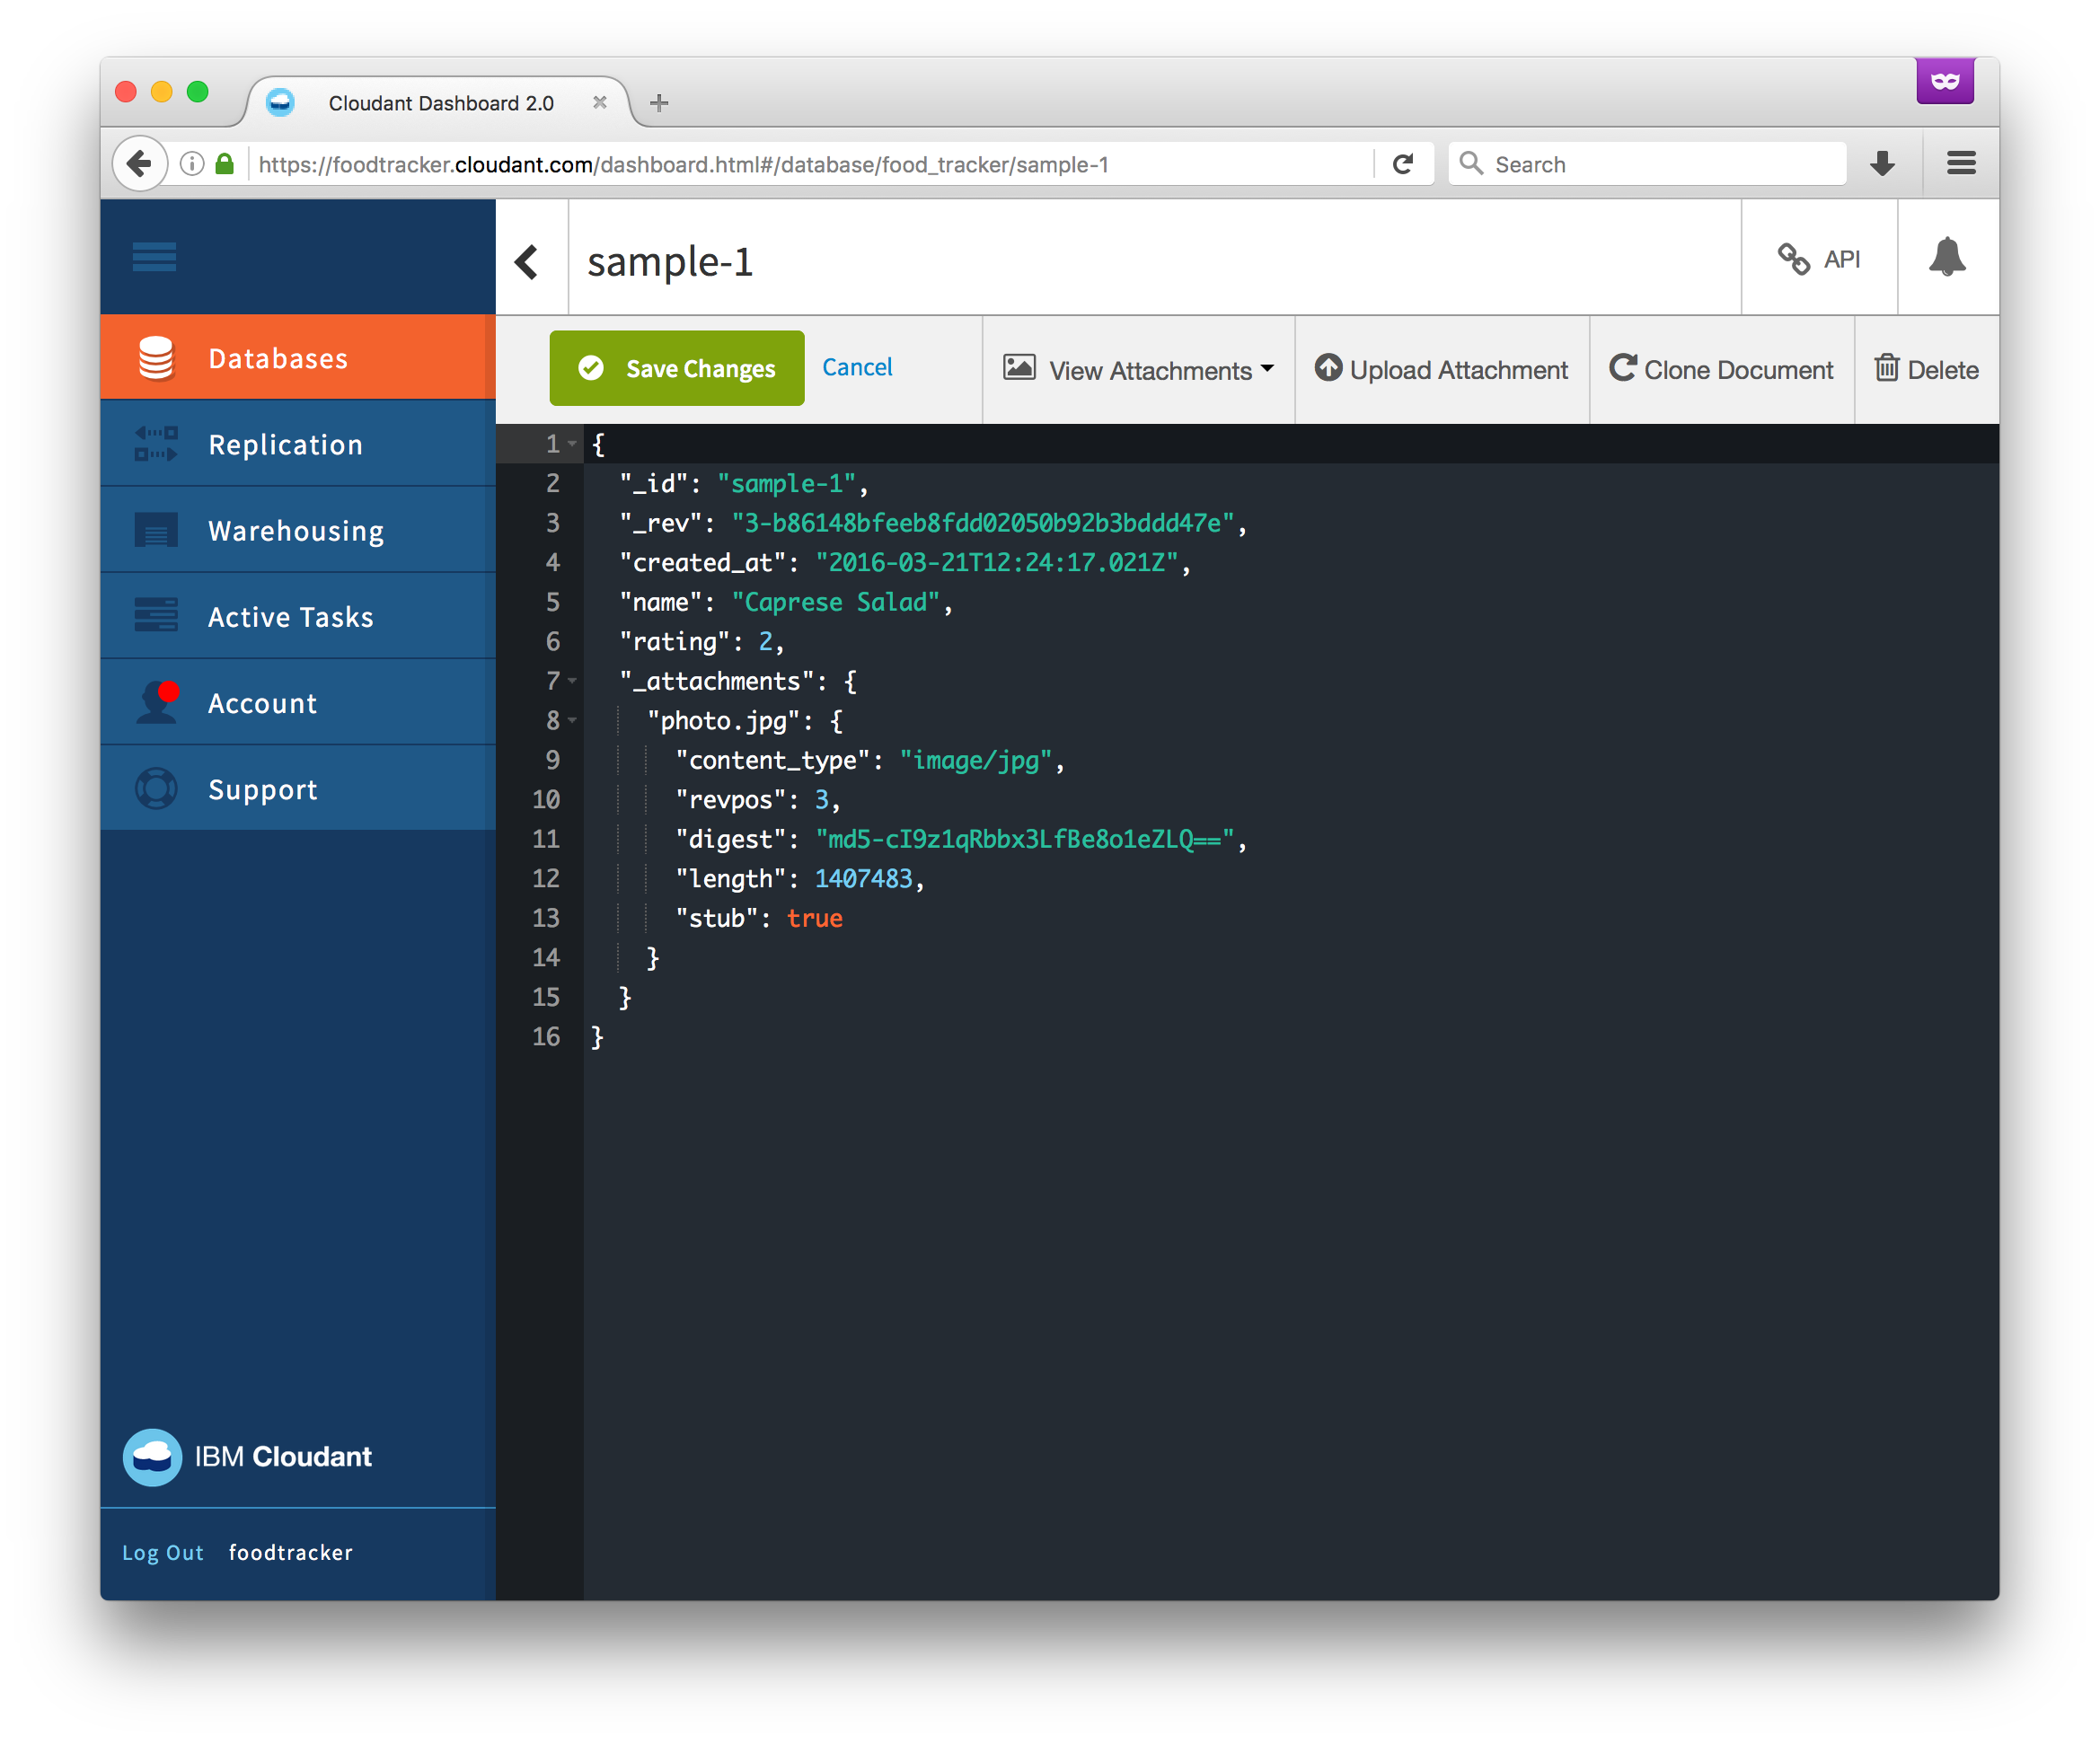 Cloudant Dashboard 2.0
https://foodtracker.cloudant.com/dashboard.html#/database/food_tracker/sample-1
Search
sample-1
API
Databases
Replication
Warehousing
Active Tasks
Account
Support
IBM Cloudant
Log Out foodtracker
Save Changes
Cancel
View Attachments
Upload Attachment
Clone Document
Delete
1 {
2 "_id": "sample-1",
3 "_rev": "3-b86148bfeeb8fdd02050b92b3bddd47e",
4 "created_at": "2016-03-21T12:24:17.021Z",
5 "name": "Caprese Salad",
6 "rating": 2,
7 "_attachments": {
8 "photo.jpg": {
9 "content_type": "image/jpg",
10 "revpos": 3,
11 "digest": "md5-cI9z1qRbbx3LfBe8o1eZLQ==",
12 "length": 1407483,
13 "stub": true
14 }
15 }
16 }